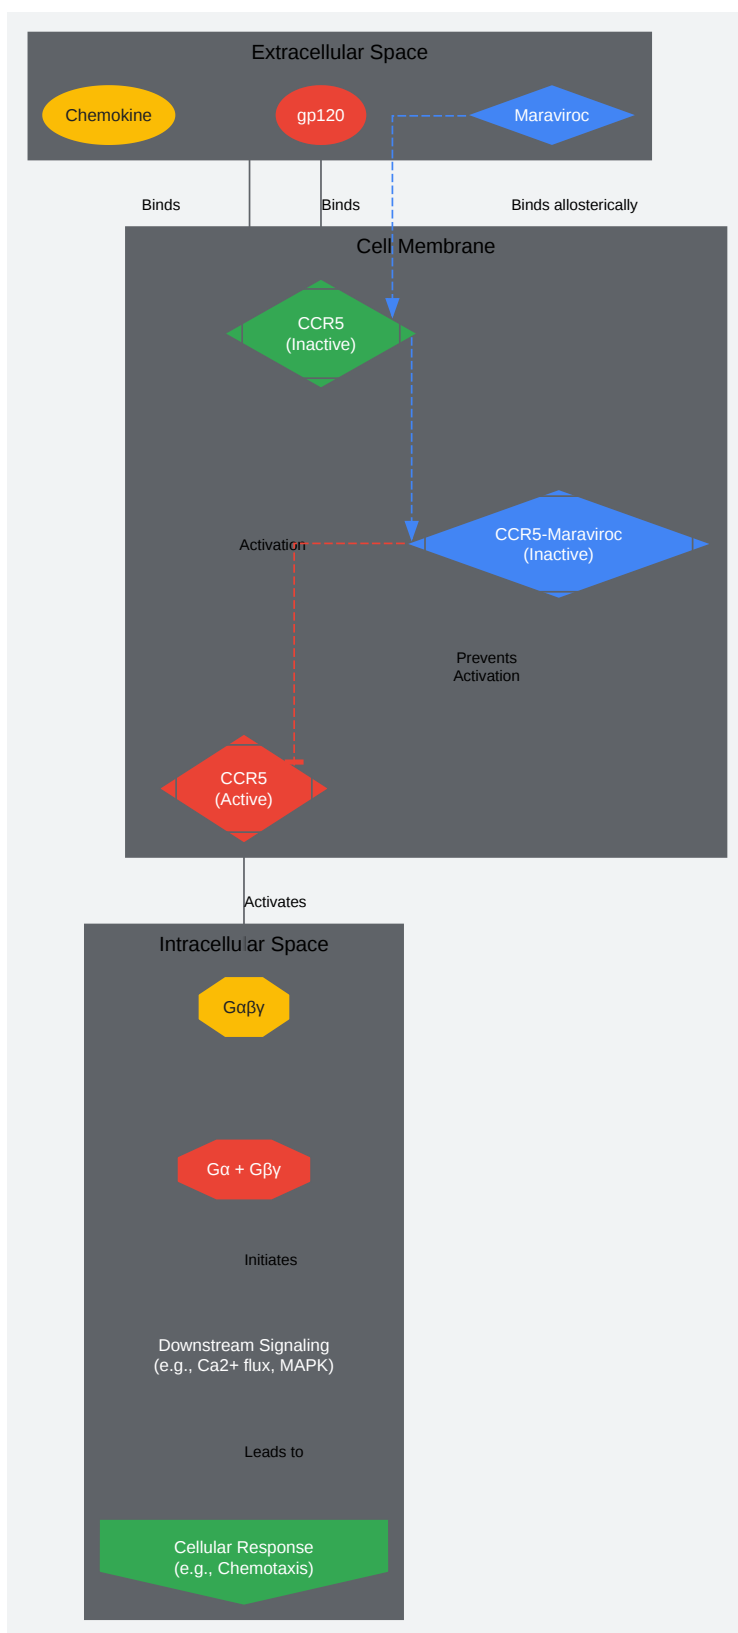 Extracellular Space
Chemokine
gp120
Maraviroc
Binds
Binds
Binds allosterically
Cell Membrane
CCR5
(Inactive)
CCR5-Maraviroc
(Inactive)
Activation
Prevents
Activation
CCR5
(Active)
Activates
Intracellular Space
Gαβγ
Gα + Gβγ
Initiates
Downstream Signaling
(e.g., Ca2+ flux, MAPK)
Leads to
Cellular Response
(e.g., Chemotaxis)